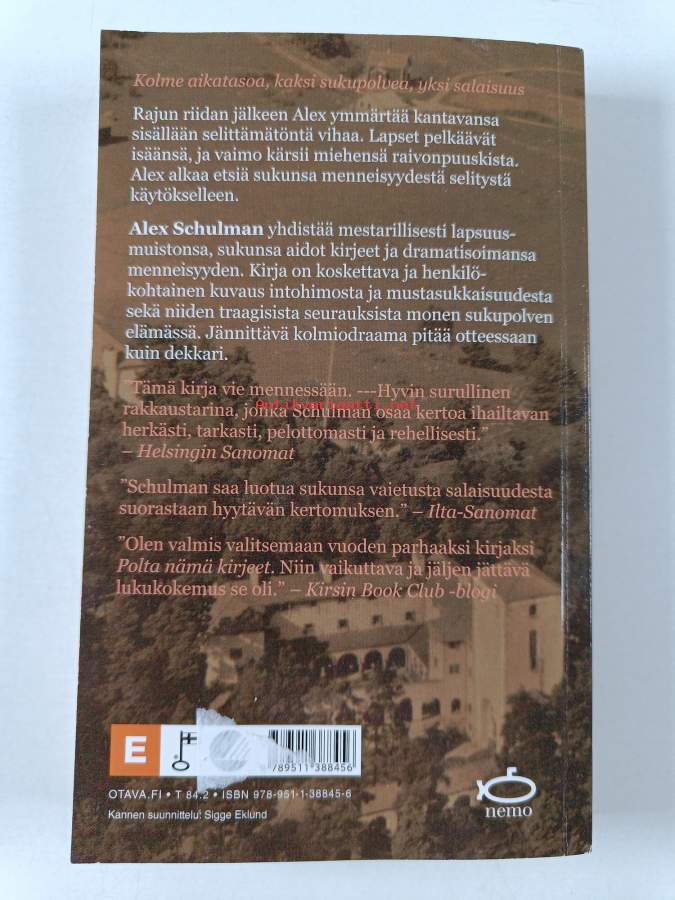 Kolme aikatasoa, kaksi sukupolvea, yksi salaisuus
Rajun riidan jälkeen Alex ymmärtää kantavansa
sisällään selittämätöntä vihaa. Lapset pelkäävät
isäänsä, ja vaimo kärsii miehensä raivonpuuskista.
Alex alkaa etsiä sukunsa menneisyydestä selitystä
käytökselleen.
Alex Schulman yhdistää mestarillisesti lapsuus-
muistonsa, sukunsa aidot kirjeet ja dramatisoimansa
menneisyyden. Kirja on koskettava ja henkilö-
kohtainen kuvaus intohimosta ja mustasukkaisuudesta
sekä niiden traagisista seurauksista monen sukupolven
elämässä. Jännittävä kolmiodraama pitää otteessaan
kuin dekkari.
"Tämä kirja vie mennessään. ---Hyvin surullinen
rakkaustarina, jonka Schulman osaa kertoa ihailtavan
herkästi, tarkasti, pelottomasti ja rehellisesti."
– Helsingin Sanomat
"Schulman saa luotua sukunsa vaietusta salaisuudesta
suorastaan hyytävän kertomuksen." – Ilta-Sanomat
"Olen valmis valitsemaan vuoden parhaaksi kirjaksi
Polta nämä kirjeet. Niin vaikuttava ja jäljen jättävä
lukukokemus se oli." – Kirsin Book Club -blogi
E
789511 388456
OTAVA.FI • T 84.2 • ISBN 978-951-1-38845-6
Kannen suunnittelu: Sigge Eklund
nemo